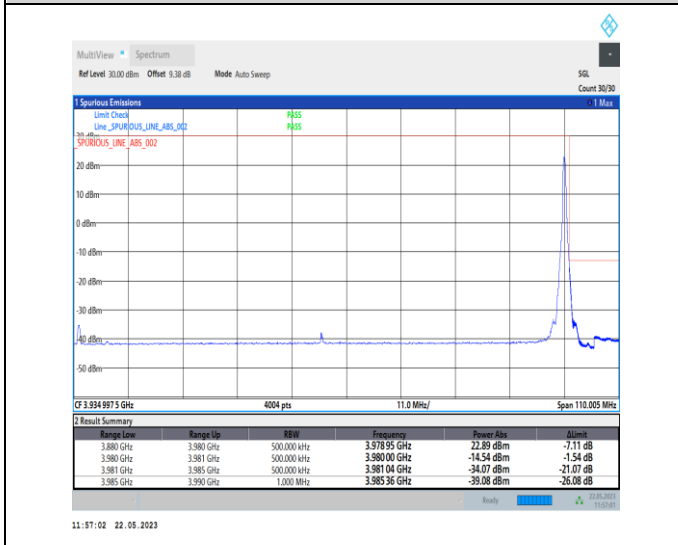 MultiView Spectrum
Ref Level 30.00 dBm Offset 9.38 dB Mode Auto Sweep SGL
Count 30/30
1 Spurious Emissions 1 Max
Limit Check PASS
Line _SPURIOUS_LINE_ABS_002 PASS
30 dBm
_SPURIOUS_LINE_ABS_002
20 dBm
10 dBm
0 dBm
-10 dBm
-20 dBm
-30 dBm
-40 dBm
-50 dBm
CF 3.934 997 5 GHz 4004 pts 11.0 MHz/ Span 110.005 MHz
2 Result Summary
Range Low Range Up RBW Frequency Power Abs ΔLimit
3.880 GHz 3.980 GHz 500.000 kHz 3.978 95 GHz 22.89 dBm -7.11 dB
3.980 GHz 3.981 GHz 500.000 kHz 3.980 00 GHz -14.54 dBm -1.54 dB
3.981 GHz 3.985 GHz 500.000 kHz 3.981 04 GHz -34.07 dBm -21.07 dB
3.985 GHz 3.990 GHz 1.000 MHz 3.985 36 GHz -39.08 dBm -26.08 dB
Ready 22.05.2023
11:57:01
11:57:02 22.05.2023